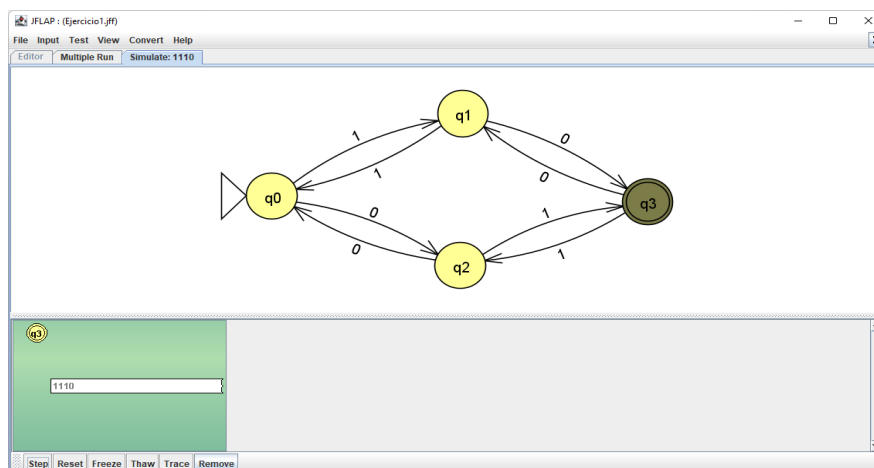 JFLAP : (Ejercicio1.jff)
File Input Test View Convert Help
Editor Multiple Run Simulate: 1110
q1
1
0
1
0
q0
q3
0
1
0
1
q2
q3
1110
Step Reset Freeze Thaw Trace Remove